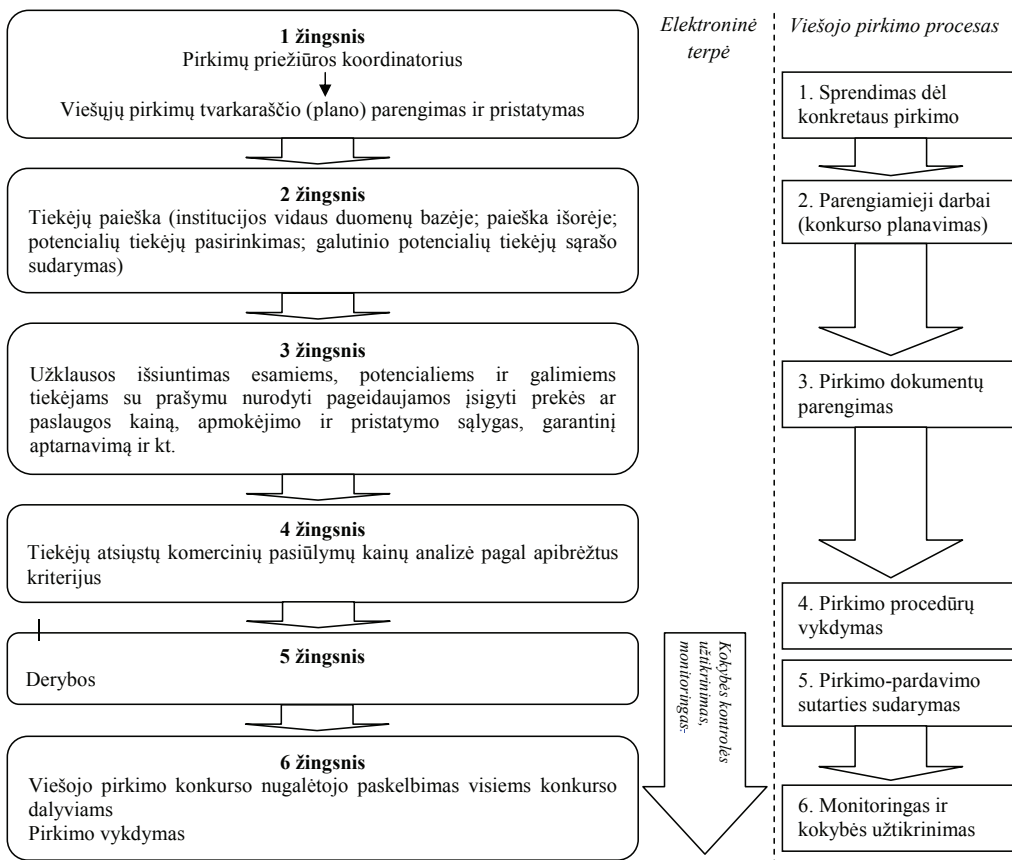 1 žingsnis
Pirkimų priežiūros koordinatorius
Viešųjų pirkimų tvarkaraščio (plano) parengimas ir pristatymas
2 žingsnis
Tiekėjų paieška (institucijos vidaus duomenų bazėje; paieška išorėje;
potencialių tiekėjų pasirinkimas; galutinio potencialių tiekėjų sąrašo
sudarymas)
3 žingsnis
Užklausos išsiuntimas esamiems, potencialiems ir galimiems
tiekėjams su prašymu nurodyti pageidaujamos įsigyti prekės ar
paslaugos kainą, apmokėjimo ir pristatymo sąlygas, garantinį
aptarnavimą ir kt.
4 žingsnis
Tiekėjų atsiųstų komercinių pasiūlymų kainų analizė pagal apibrėžtus
kriterijus
5 žingsnis
Derybos
6 žingsnis
Viešojo pirkimo konkurso nugalėtojo paskelbimas visiems konkurso
dalyviams
Pirkimo vykdymas
Elektroninė
terpė
Kokybės kontrolės
užtikrinimas,
monitoringas-
Viešojo pirkimo procesas
1. Sprendimas dėl
konkretaus pirkimo
2. Parengiamieji darbai
(konkurso planavimas)
3. Pirkimo dokumentų
parengimas
4. Pirkimo procedūrų
vykdymas
5. Pirkimo-pardavimo
sutarties sudarymas
6. Monitoringas ir
kokybės užtikrinimas